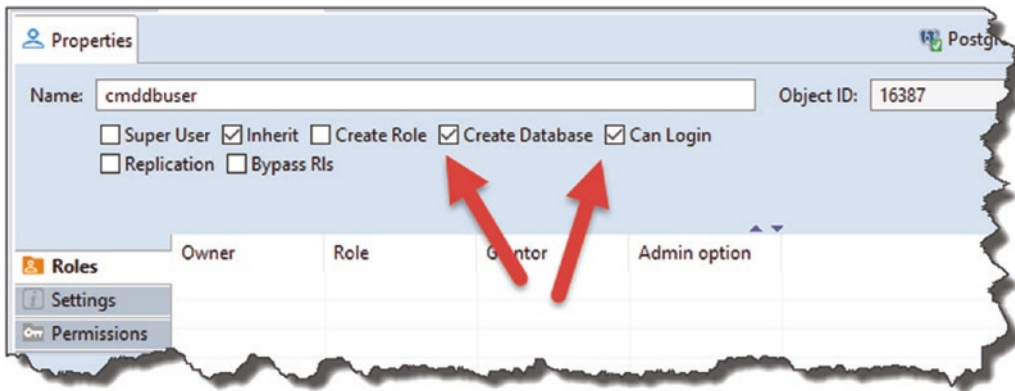 Properties
Name: cmddbuser Object ID: 16387
Super User Inherit Create Role Create Database Can Login
Replication Bypass Rls
Owner Role Admin option
Roles
Settings
Permissions